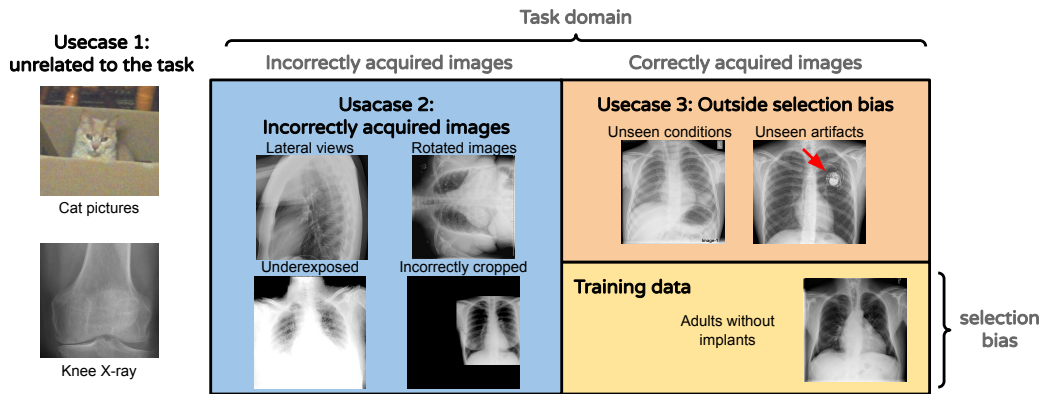 Task domain
Usecase 1:
unrelated to the task
Cat pictures
Knee X-ray
Incorrectly acquired images
Correctly acquired images
Usacase 2:
Incorrectly acquired images
Lateral views
Rotated images
Underexposed
Incorrectly cropped
Usecase 3: Outside selection bias
Unseen conditions
Unseen artifacts
Image-1
Training data
Adults without
implants
selection
bias